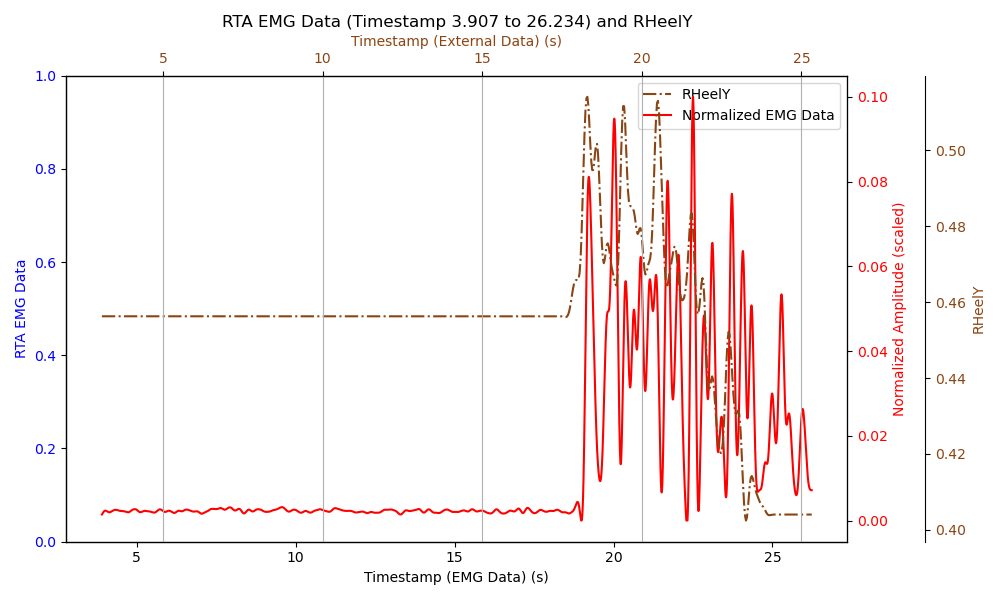 RTA EMG Data (Timestamp 3.907 to 26.234) and RHeelY
Timestamp (External Data) (s)
5 10 15 20 25
RHeelY
Normalized EMG Data
RTA EMG Data
1.0
0.8
0.6
0.4
0.2
0.0
5 10 15 20 25
Timestamp (EMG Data) (s)
0.10
0.08
0.06
0.04
0.02
0.00
Normalized Amplitude (scaled)
0.50
0.48
0.46
0.44
0.42
0.40
RHeelY